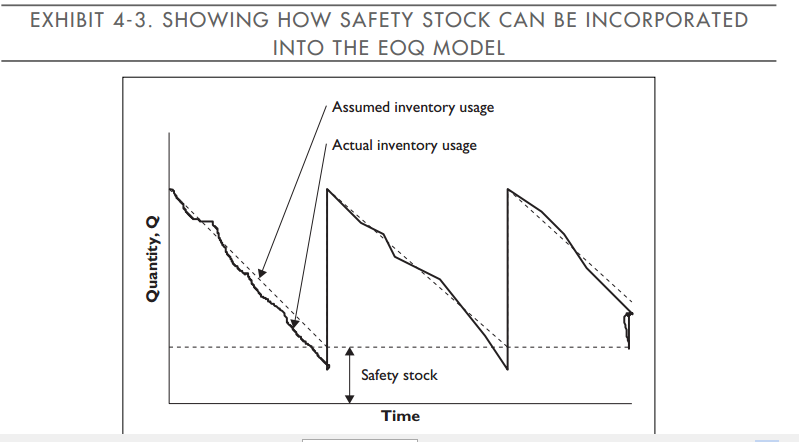 EXHIBIT 4-3. SHOWING HOW SAFETY STOCK CAN BE INCORPORATED
INTO THE EOQ MODEL
Assumed inventory usage
Actual inventory usage
Quantity, Q
Safety stock
Time